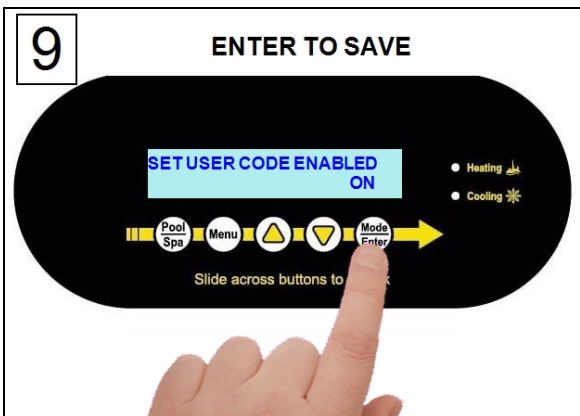 9
ENTER TO SAVE
SET USER CODE ENABLED
ON
Heating
Cooling
Pool
Spa
Menu
Mode
Enter
Slide across buttons to